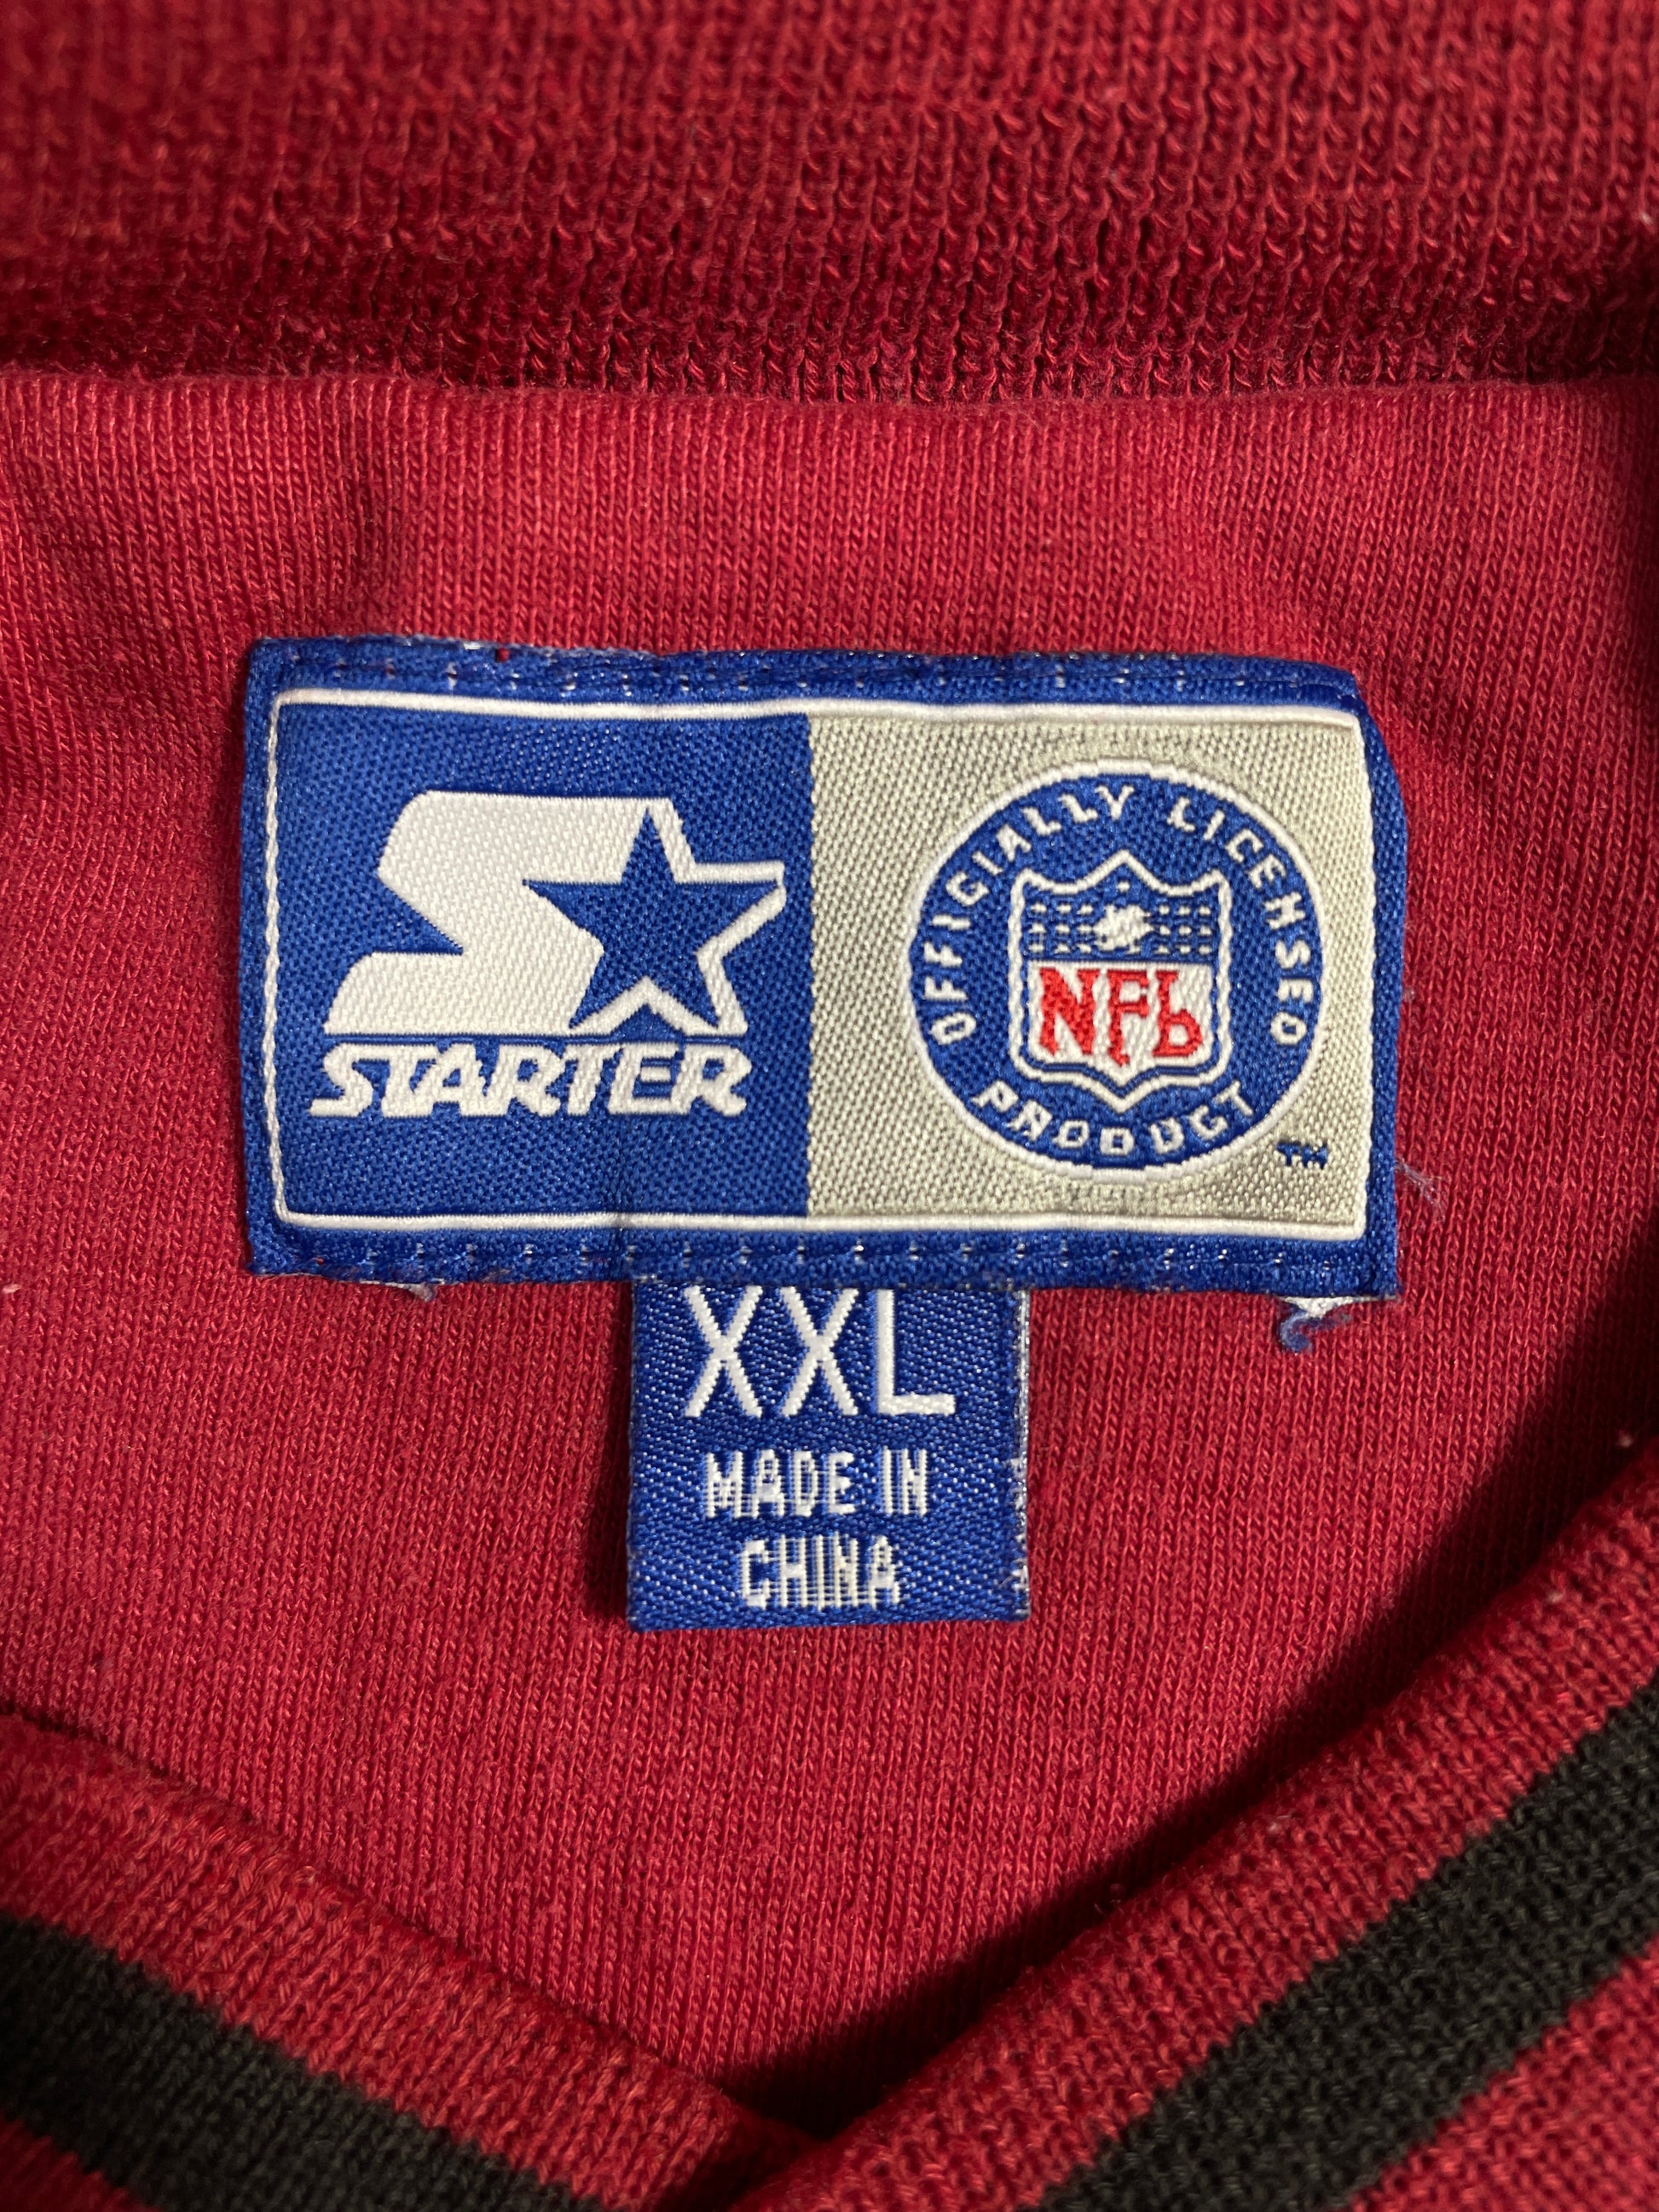 STARTER
OFFICIALLY LICENSED
NFL
PRODUCT
TM
XXL
MADE IN
CHINA